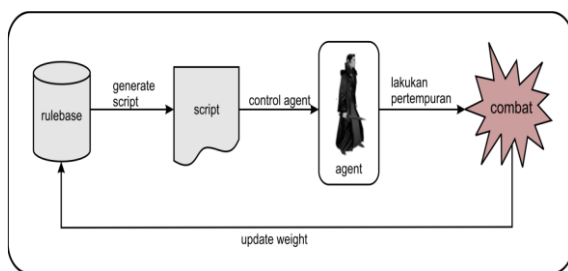 rulebase
generate
script
script
control agent
agent
lakukan
pertempuran
combat
update weight